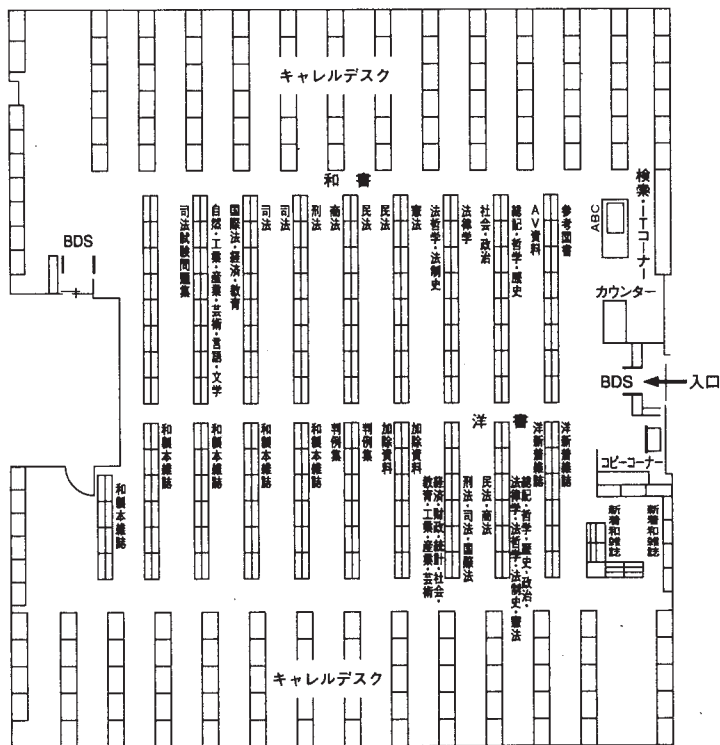 キャレルデスク
和書
検索・ITコーナー
ABC
参考図書
AV資料
総記・哲学・歴史
社会・政治
法律学
法哲学・法制史
憲法
民法
民法
商法
刑法
司法
司法
国際法・経済・教育
自然・工業・産業・芸術・言語・文学
司法試験問題集
BDS
カウンター
BDS
入口
洋書
コピーコーナー
新着和雑誌
新着和雑誌
洋新着雑誌
洋新着雑誌
総記・哲学・歴史・政治・
法律学・法哲学・法制史・憲法
民法・商法
刑法・司法・国際法
経済・財政・統計・社会・
教育・工業・産業・芸術
加除資料
加除資料
判例集
判例集
和製本雑誌
和製本雑誌
和製本雑誌
和製本雑誌
和製本雑誌
キャレルデスク